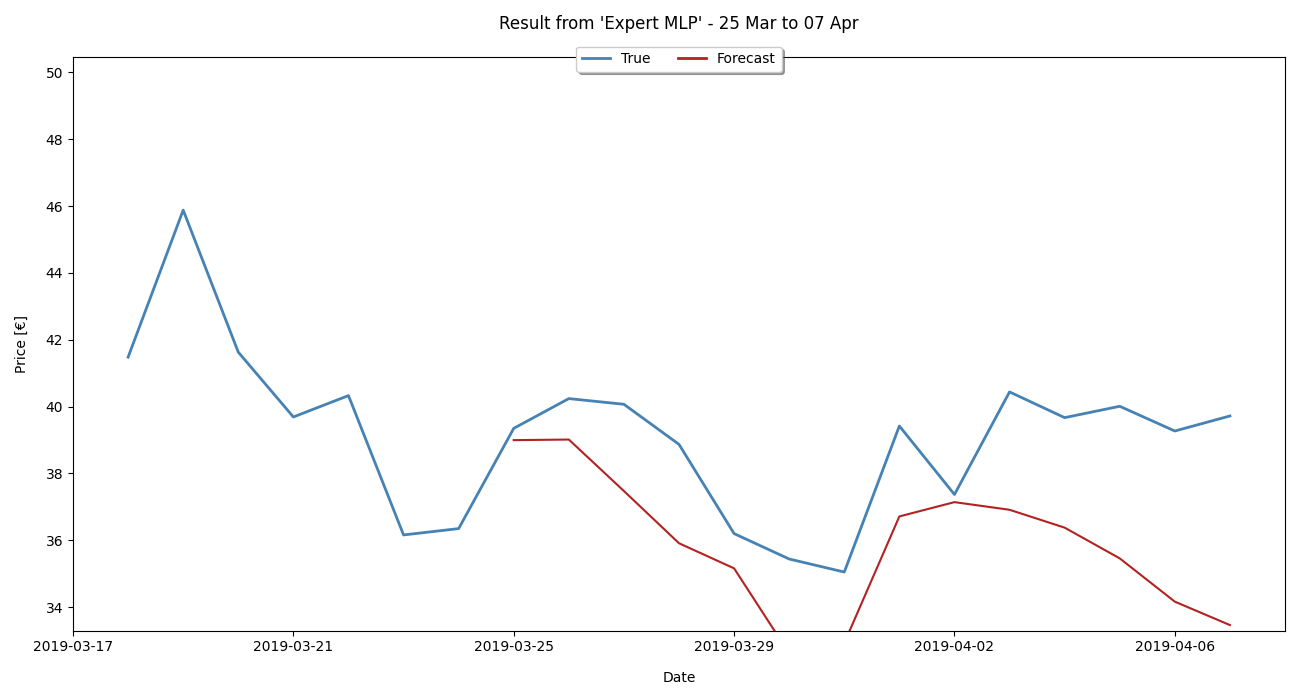 Result from 'Expert MLP' - 25 Mar to 07 Apr
True Forecast
50
48
46
44
42
40
38
36
34
Price [€]
2019-03-17 2019-03-21 2019-03-25 2019-03-29 2019-04-02 2019-04-06
Date